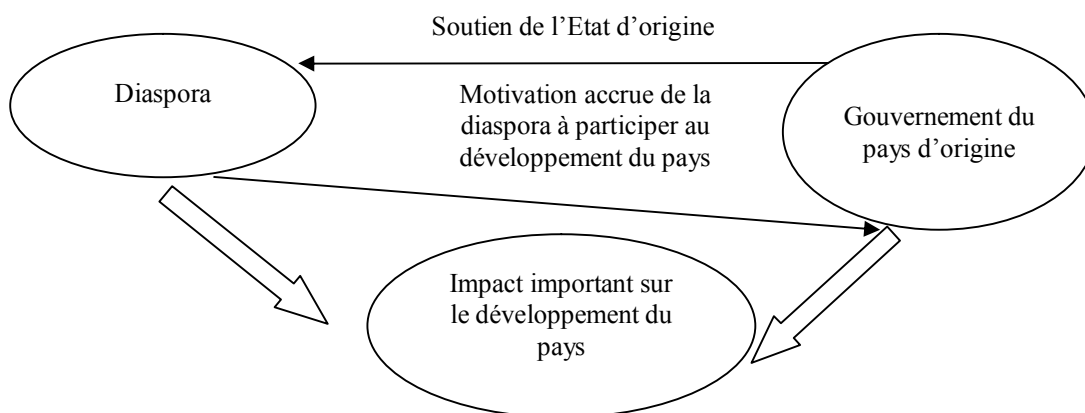 Soutien de l’Etat d’origine
Diaspora
Motivation accrue de la
diaspora à participer au
développement du pays
Gouvernement du
pays d’origine
Impact important sur
le développement du
pays